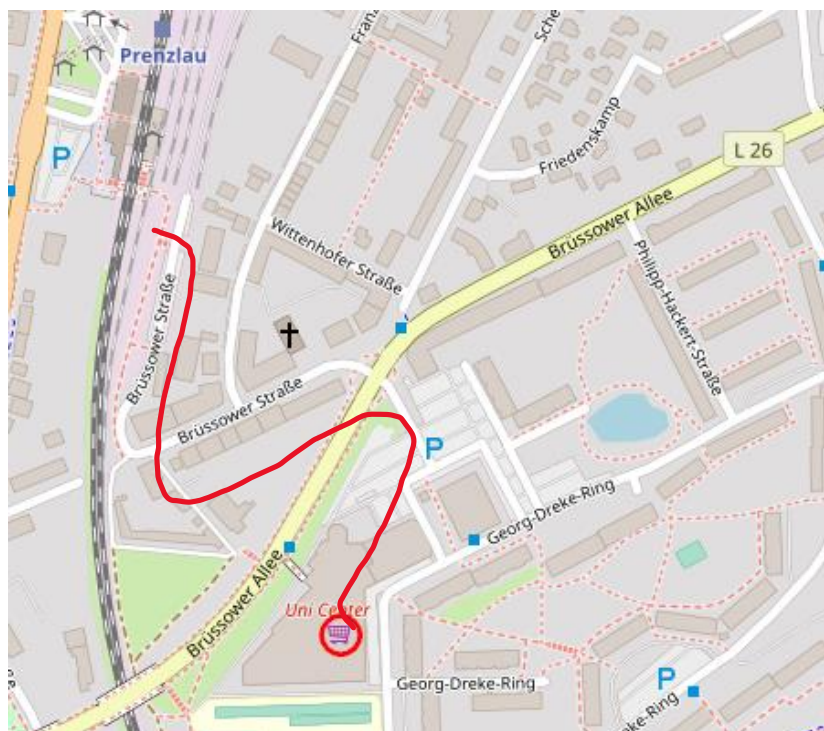 Prenzlau
Franz
Sche
P
Friedenskamp
L 26
Brüssower Allee
Wittenhofer Straße
Philipp-Hackert-Straße
Brüssower Straße
Brüssower Straße
P
Georg-Dreke-Ring
Brüssower Allee
Uni Center
P
Georg-Dreke-Ring
eke-Ring